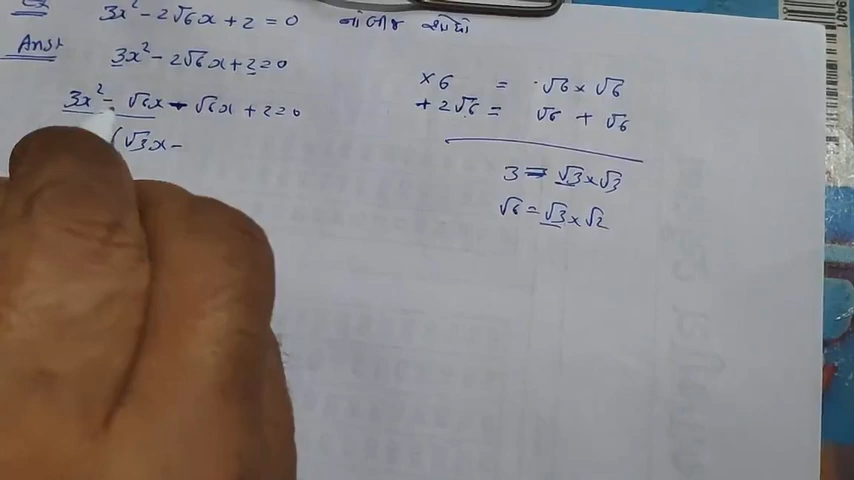 3x² - 2√6x + 2 = 0 નાં બીજ શોધો
Ans:
3x² - 2√6x + 2 = 0
3x² - √6x - √6x + 2 = 0
(√3x -
× 6 = √6 × √6
+ 2√6 = √6 + √6
3 = √3 × √3
√6 = √3 × √2
9401